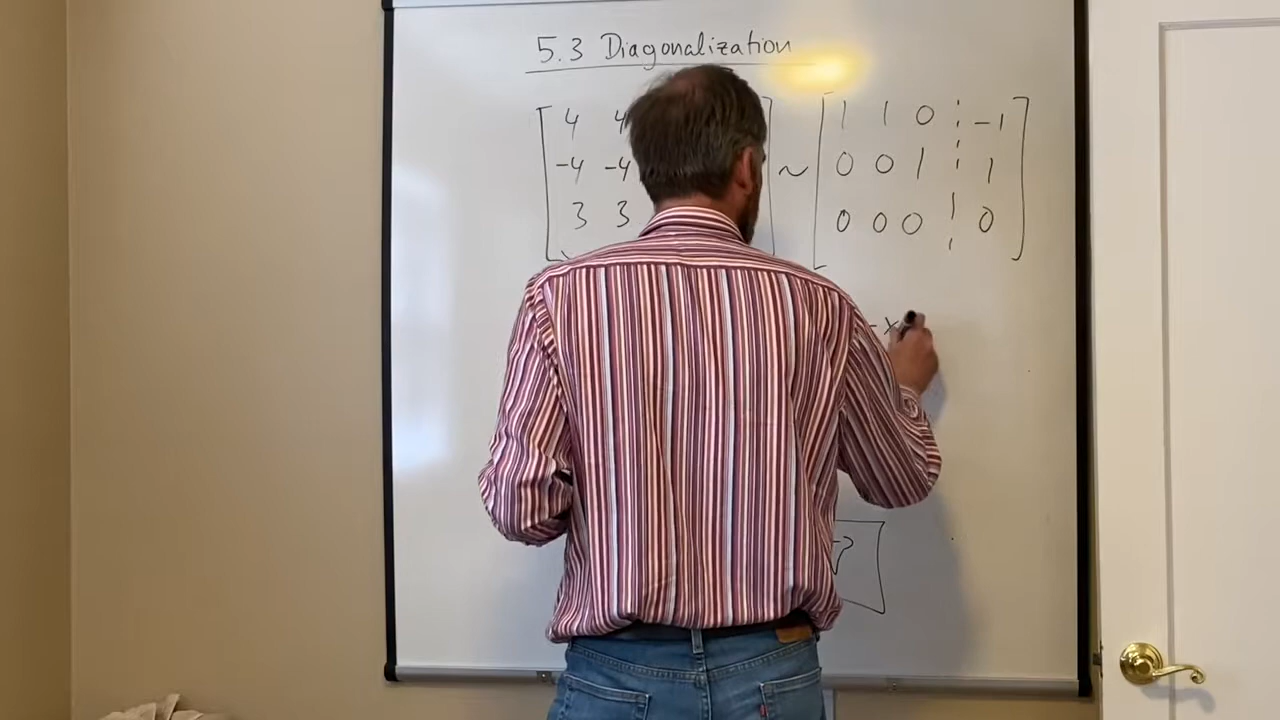 5.3 Diagonalization
4 4 1 1 0 ¦ -1
-4 -4 ~ 0 0 1 ¦ 1
3 3 0 0 0 ¦ 0
- x
?